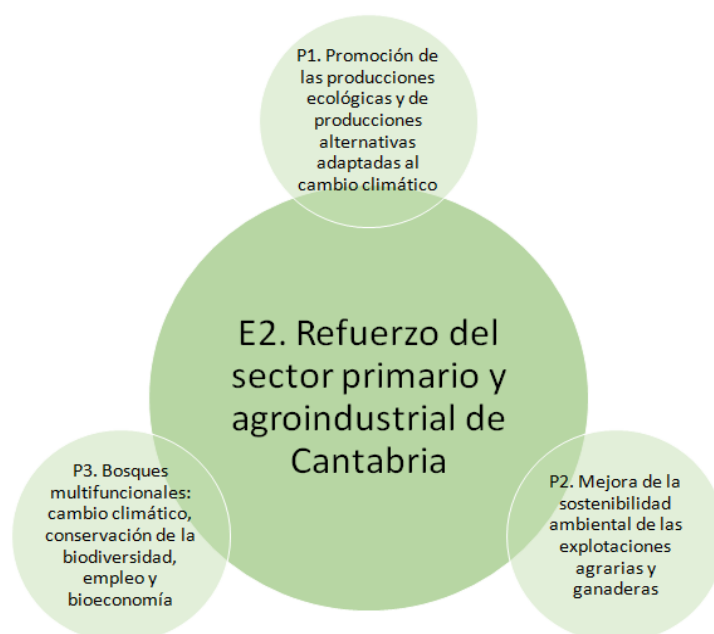 P1. Promoción de
las producciones
ecológicas y de
producciones
alternativas
adaptadas al
cambio climático
E2. Refuerzo del
sector primario y
agroindustrial de
Cantabria
P3. Bosques
multifuncionales:
cambio climático,
conservación de la
biodiversidad,
empleo y
bioeconomía
P2. Mejora de la
sostenibilidad
ambiental de las
explotaciones
agrarias y
ganaderas